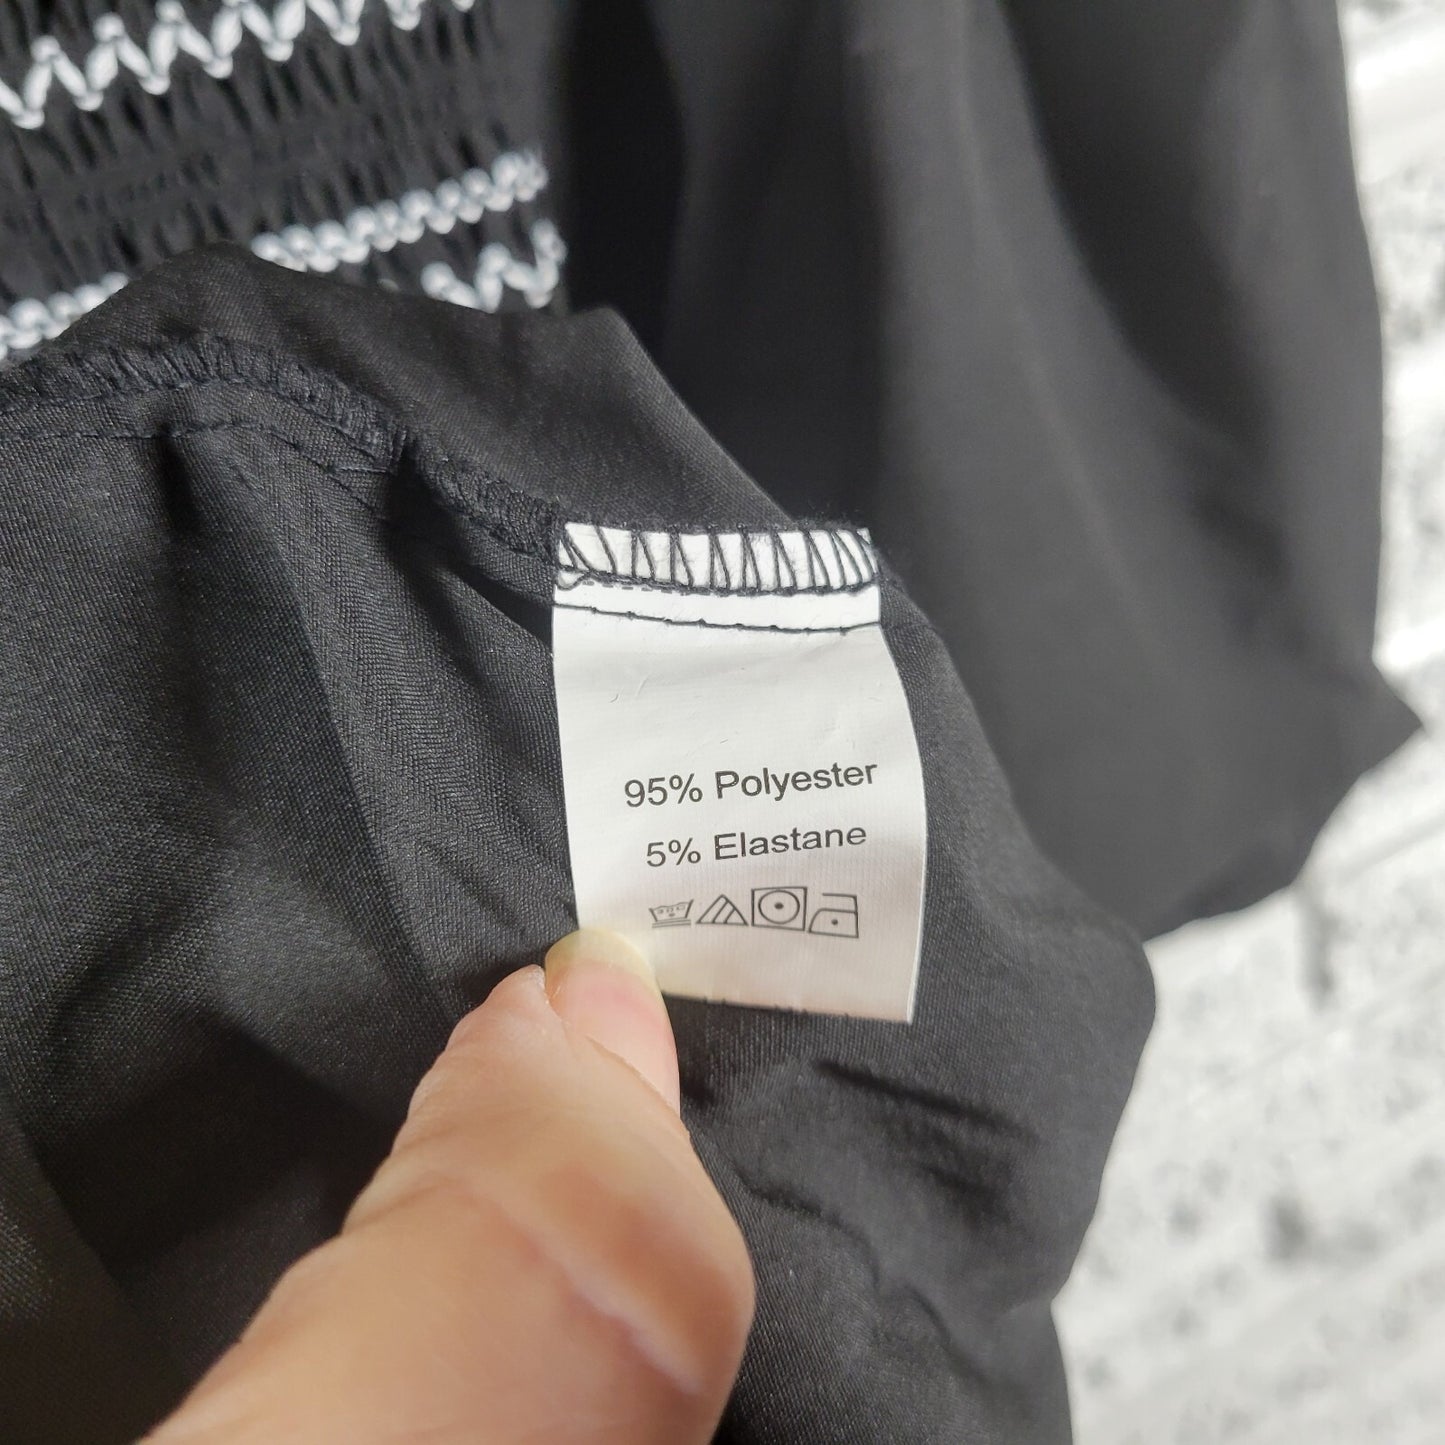 95% Polyester
5% Elastane